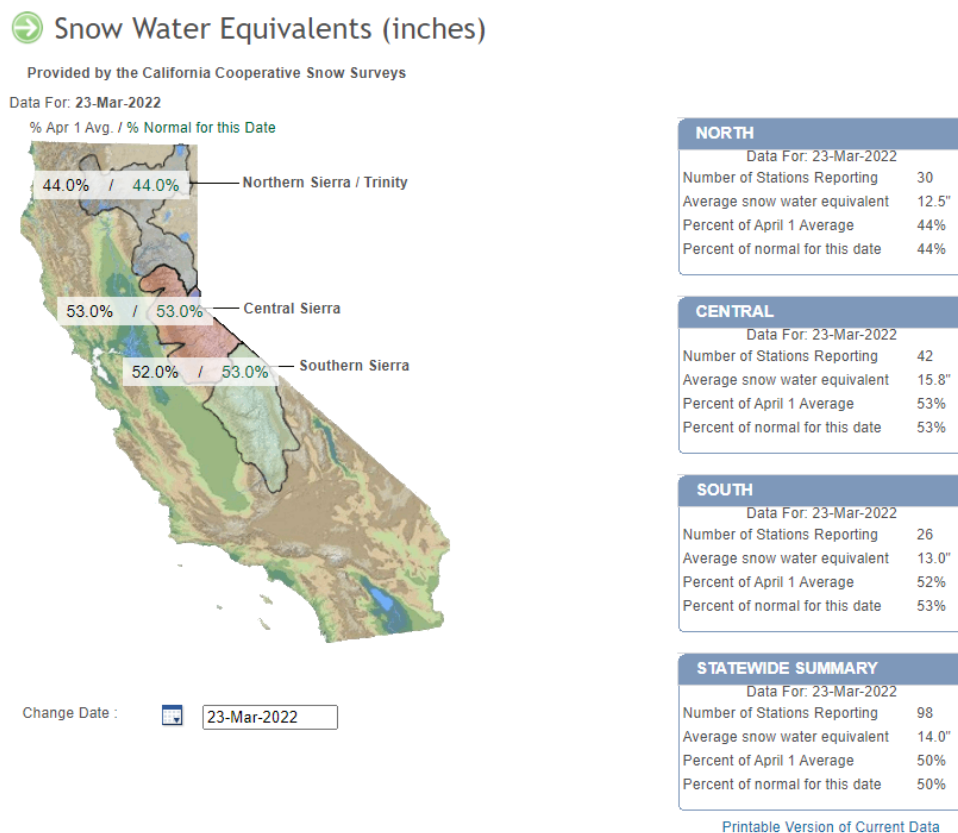 Snow Water Equivalents (inches)
Provided by the California Cooperative Snow Surveys
Data For: 23-Mar-2022
% Apr 1 Avg. / % Normal for this Date
44.0% / 44.0%
Northern Sierra / Trinity
53.0% / 53.0%
Central Sierra
52.0% / 53.0%
Southern Sierra
Change Date :
23-Mar-2022
NORTH
Data For: 23-Mar-2022
Number of Stations Reporting 30
Average snow water equivalent 12.5"
Percent of April 1 Average 44%
Percent of normal for this date 44%
CENTRAL
Data For: 23-Mar-2022
Number of Stations Reporting 42
Average snow water equivalent 15.8"
Percent of April 1 Average 53%
Percent of normal for this date 53%
SOUTH
Data For: 23-Mar-2022
Number of Stations Reporting 26
Average snow water equivalent 13.0"
Percent of April 1 Average 52%
Percent of normal for this date 53%
STATEWIDE SUMMARY
Data For: 23-Mar-2022
Number of Stations Reporting 98
Average snow water equivalent 14.0"
Percent of April 1 Average 50%
Percent of normal for this date 50%
Printable Version of Current Data